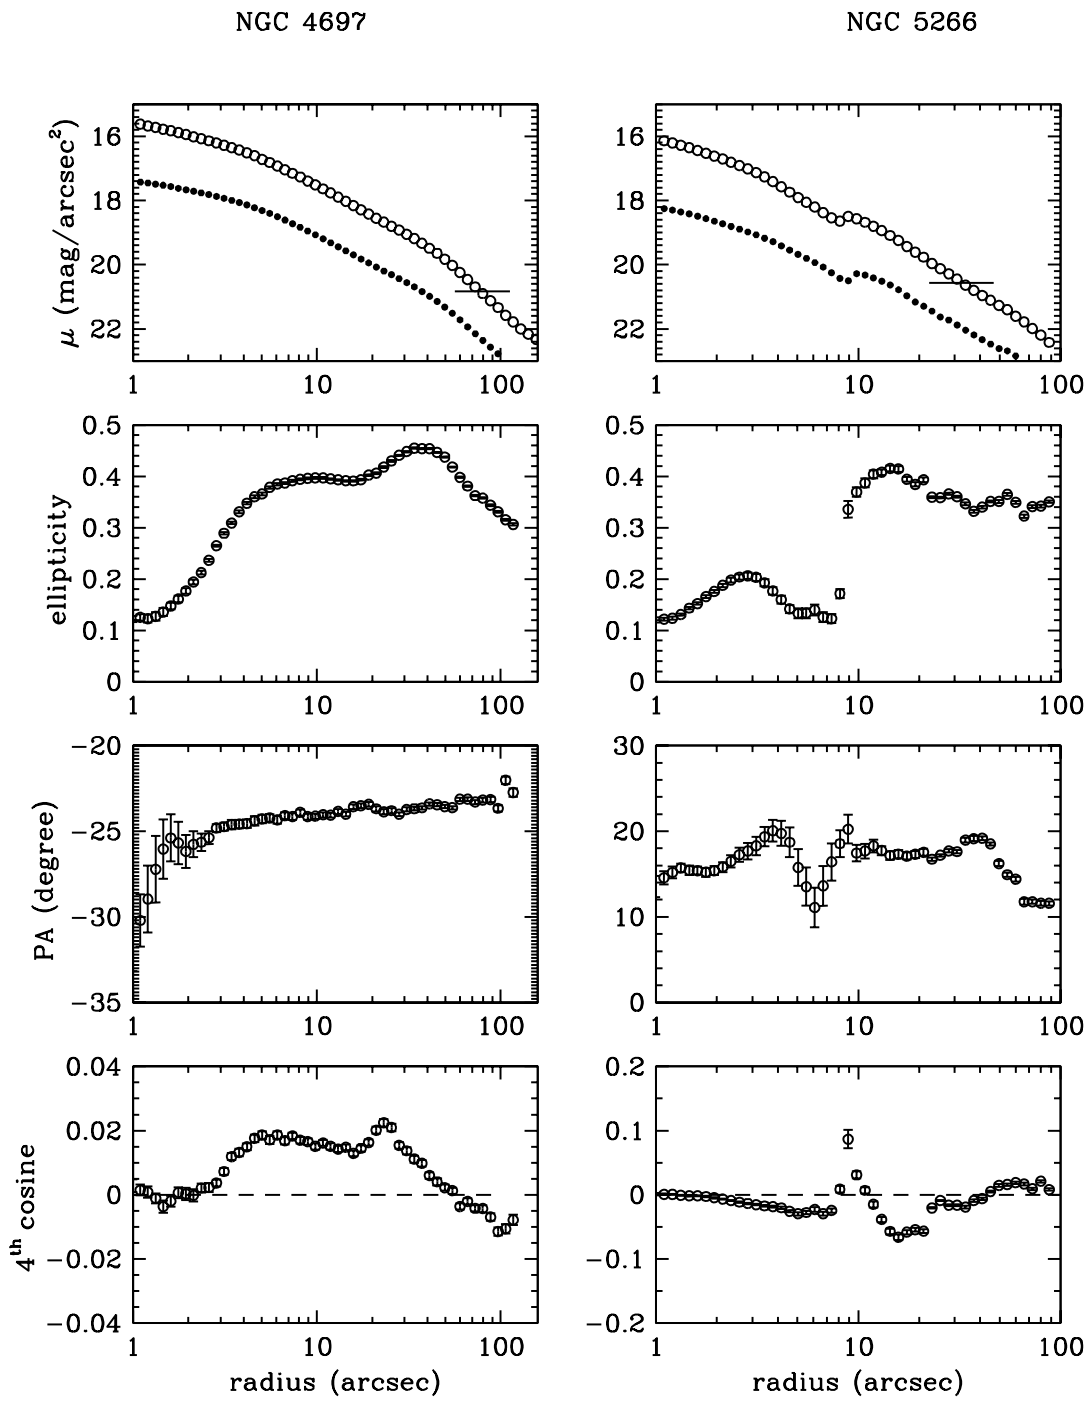 NGC 4697
NGC 5266
μ (mag/arcsec²)
16
18
20
22
1 10 100
16
18
20
22
1 10 100
ellipticity
0.5
0.4
0.3
0.2
0.1
0
1 10 100
0.5
0.4
0.3
0.2
0.1
0
1 10 100
PA (degree)
−20
−25
−30
−35
1 10 100
30
20
10
0
1 10 100
4ᵗʰ cosine
0.04
0.02
0
−0.02
−0.04
1 10 100
radius (arcsec)
0.2
0.1
0
−0.1
−0.2
1 10 100
radius (arcsec)